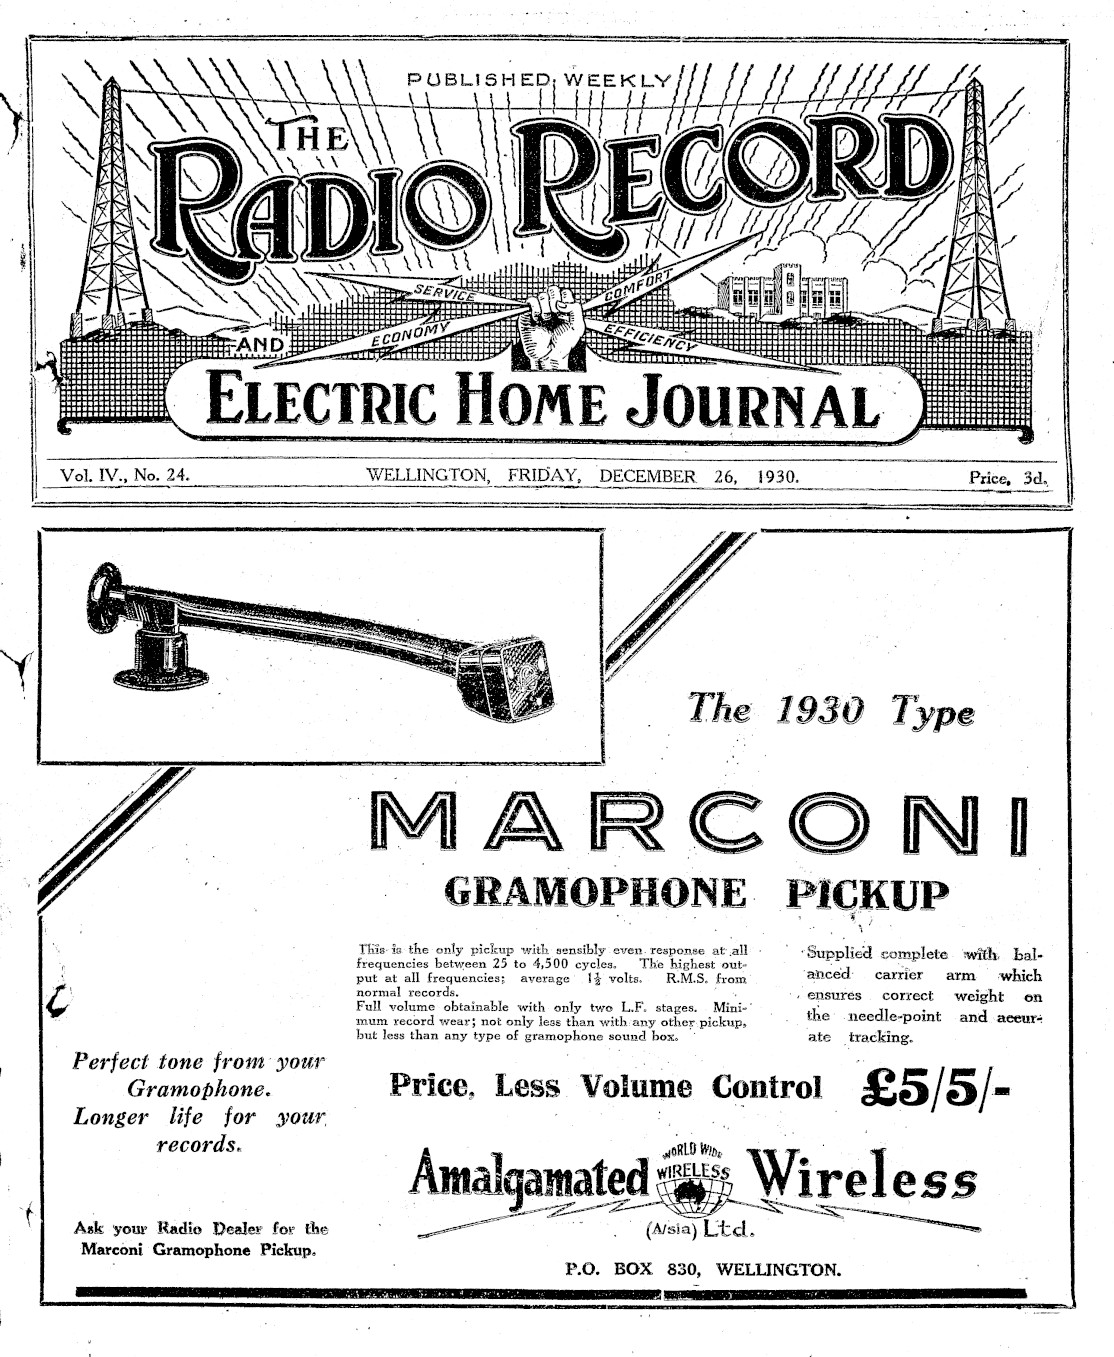 PUBLISHED WEEKLY
THE
RADIO RECORD
SERVICE
COMFORT
ECONOMY
EFFICIENCY
AND
ELECTRIC HOME JOURNAL
Vol. IV., No. 24.
WELLINGTON, FRIDAY, DECEMBER 26, 1930.
Price, 3d.
The 1930 Type
MARCONI
GRAMOPHONE PICKUP
This is the only pickup with sensibly even response at all
frequencies between 25 to 4,500 cycles. The highest out-
put at all frequencies; average 1½ volts. R.M.S. from
normal records.
Full volume obtainable with only two L.F. stages. Mini-
mum record wear; not only less than with any other pickup,
but less than any type of gramophone sound box.
Supplied complete with bal-
anced carrier arm which
ensures correct weight on
the needle-point and accur-
ate tracking.
Perfect tone from your
Gramophone.
Longer life for your
records.
Price, Less Volume Control £5/5/-
Amalgamated
WORLD WIDE
WIRELESS
Wireless
(A/sia) Ltd.
Ask your Radio Dealer for the
Marconi Gramophone Pickup.
P.O. BOX 830, WELLINGTON.